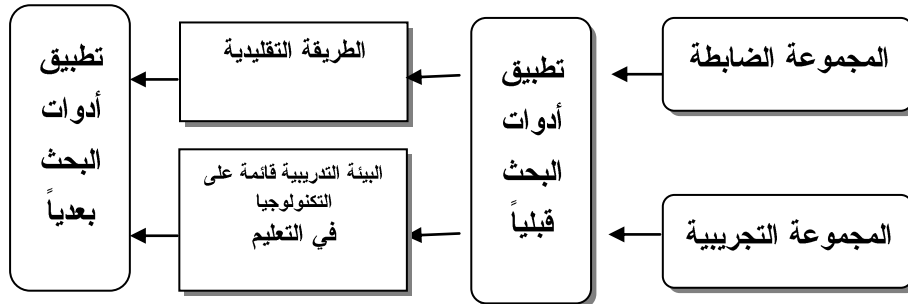 المجموعة الضابطة
المجموعة التجريبية
تطبيق
أدوات
البحث
قبلياً
الطريقة التقليدية
البيئة التدريبية قائمة على
التكنولوجيا
في التعليم
تطبيق
أدوات
البحث
بعدياً